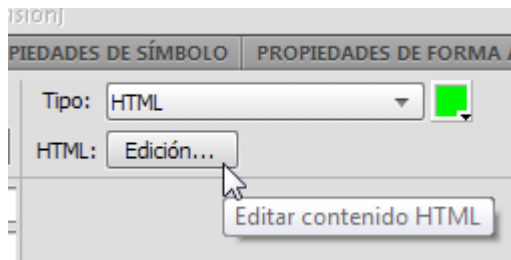 PIEDADES DE SÍMBOLO PROPIEDADES DE FORMA
Tipo: HTML
HTML: Edición...
Editar contenido HTML